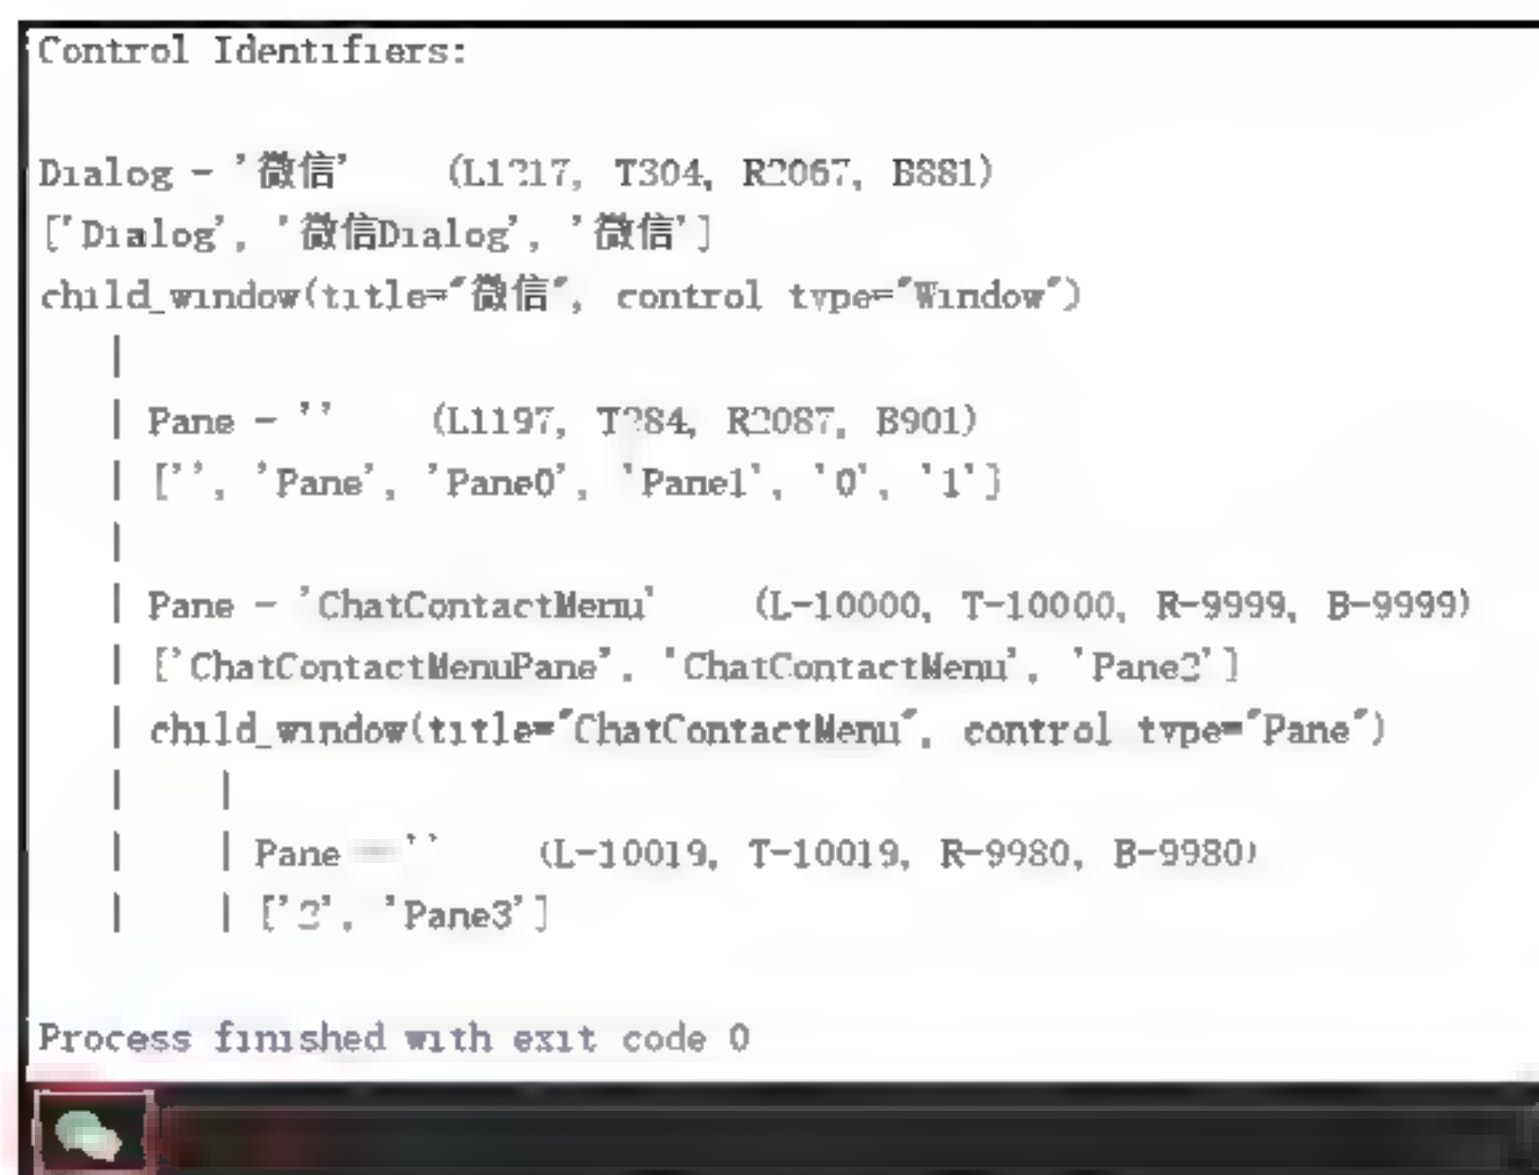 Control Identifiers:
Dialog - '微信'    (L1217, T304, R2067, B881)
['Dialog', '微信Dialog', '微信']
child_window(title="微信", control_type="Window")
   |
   | Pane - ''    (L1197, T284, R2087, B901)
   | ['', 'Pane', 'Pane0', 'Pane1', '0', '1']
   |
   | Pane - 'ChatContactMenu'    (L-10000, T-10000, R-9999, B-9999)
   | ['ChatContactMenuPane', 'ChatContactMenu', 'Pane2']
   | child_window(title="ChatContactMenu", control_type="Pane")
   |    |
   |    | Pane - ''    (L-10019, T-10019, R-9980, B-9980)
   |    | ['2', 'Pane3']
Process finished with exit code 0